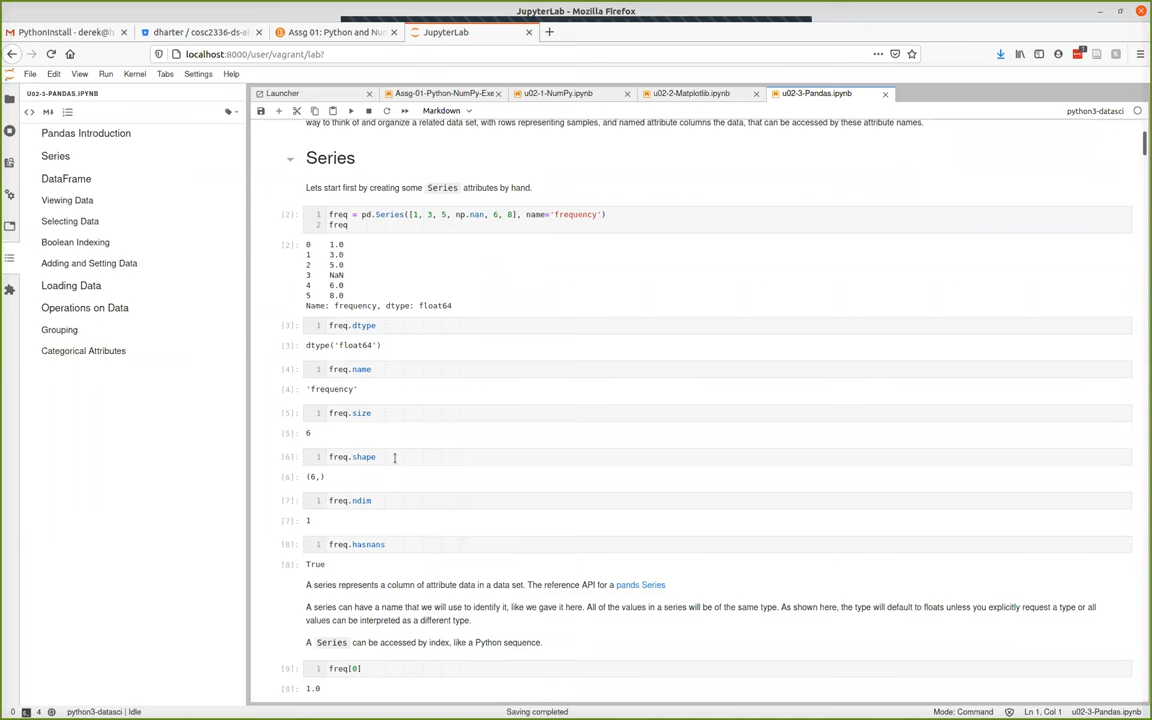 JupyterLab - Mozilla Firefox
PythonInstall - derek@h
dharter / cosc2336-ds-al
Assg 01: Python and Num
JupyterLab
localhost:8000/user/vagrant/lab?
File Edit View Run Kernel Tabs Settings Help
U02-3-PANDAS.IPYNB
Launcher
Assg-01-Python-NumPy-Exe
u02-1-NumPy.ipynb
u02-2-Matplotlib.ipynb
u02-3-Pandas.ipynb
Markdown
python3-datasci
Pandas Introduction
Series
DataFrame
Viewing Data
Selecting Data
Boolean Indexing
Adding and Setting Data
Loading Data
Operations on Data
Grouping
Categorical Attributes
way to think of and organize a related data set, with rows representing samples, and named attribute columns the data, that can be accessed by these attribute names.
Series
Lets start first by creating some Series attributes by hand.
[2]: 1 freq = pd.Series([1, 3, 5, np.nan, 6, 8], name='frequency')
2 freq
[2]: 0 1.0
1 3.0
2 5.0
3 NaN
4 6.0
5 8.0
Name: frequency, dtype: float64
[3]: 1 freq.dtype
[3]: dtype('float64')
[4]: 1 freq.name
[4]: 'frequency'
[5]: 1 freq.size
[5]: 6
[6]: 1 freq.shape
[6]: (6,)
[7]: 1 freq.ndim
[7]: 1
[8]: 1 freq.hasnans
[8]: True
A series represents a column of attribute data in a data set. The reference API for a pands Series
A series can have a name that we will use to identify it, like we gave it here. All of the values in a series will be of the same type. As shown here, the type will default to floats unless you explicitly request a type or all
values can be interpreted as a different type.
A Series can be accessed by index, like a Python sequence.
[9]: 1 freq[0]
[9]: 1.0
0 4 python3-datasci | Idle
Saving completed
Mode: Command
Ln 1, Col 1
u02-3-Pandas.ipynb